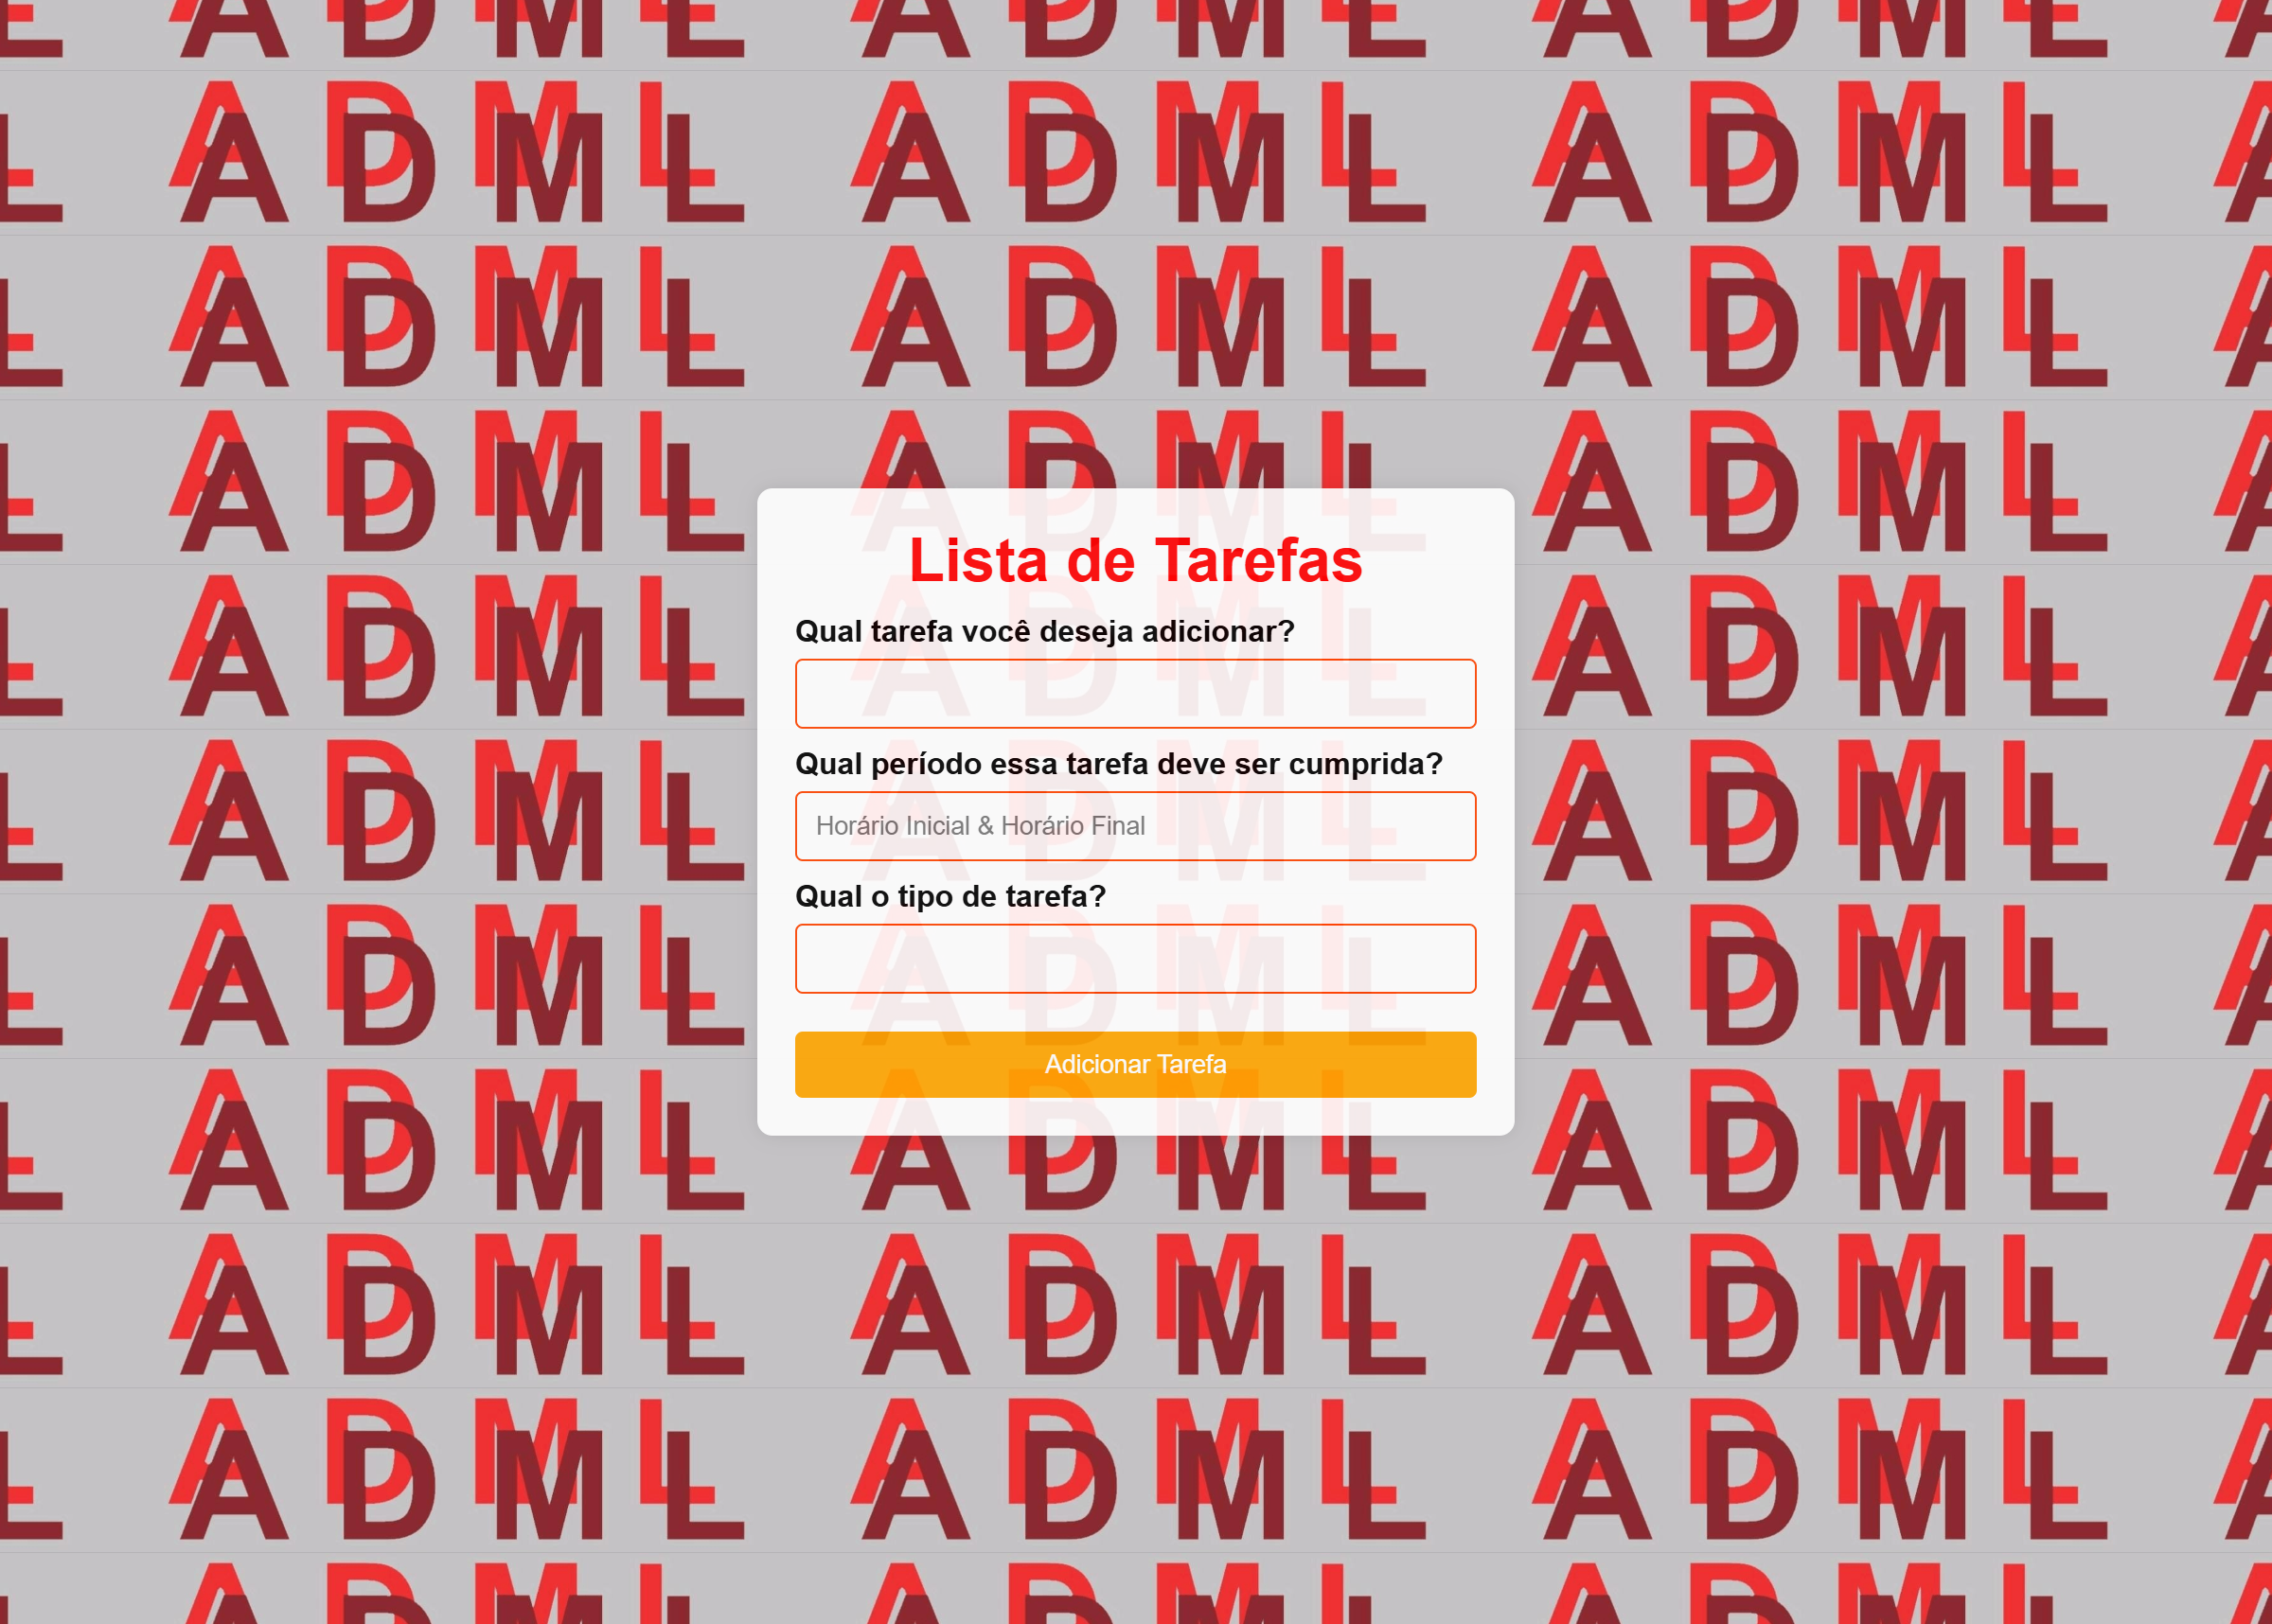 A D M L A D M L A D M L
A D M L A D M L A D M L
A D M L A D M L A D M L
A D M L A D M L A D M L
Lista de Tarefas
A D M L A D M L
Qual tarefa você deseja adicionar?
Qual período essa tarefa deve ser cumprida?
A D M L A D M L
Horário Inicial & Horário Final
Qual o tipo de tarefa?
A D M L A D M L
Adicionar Tarefa
A D M L A D M L A D M L
A D M L A D M L A D M L
A D M L A D M L A D M L
A D M L A D M L A D M L